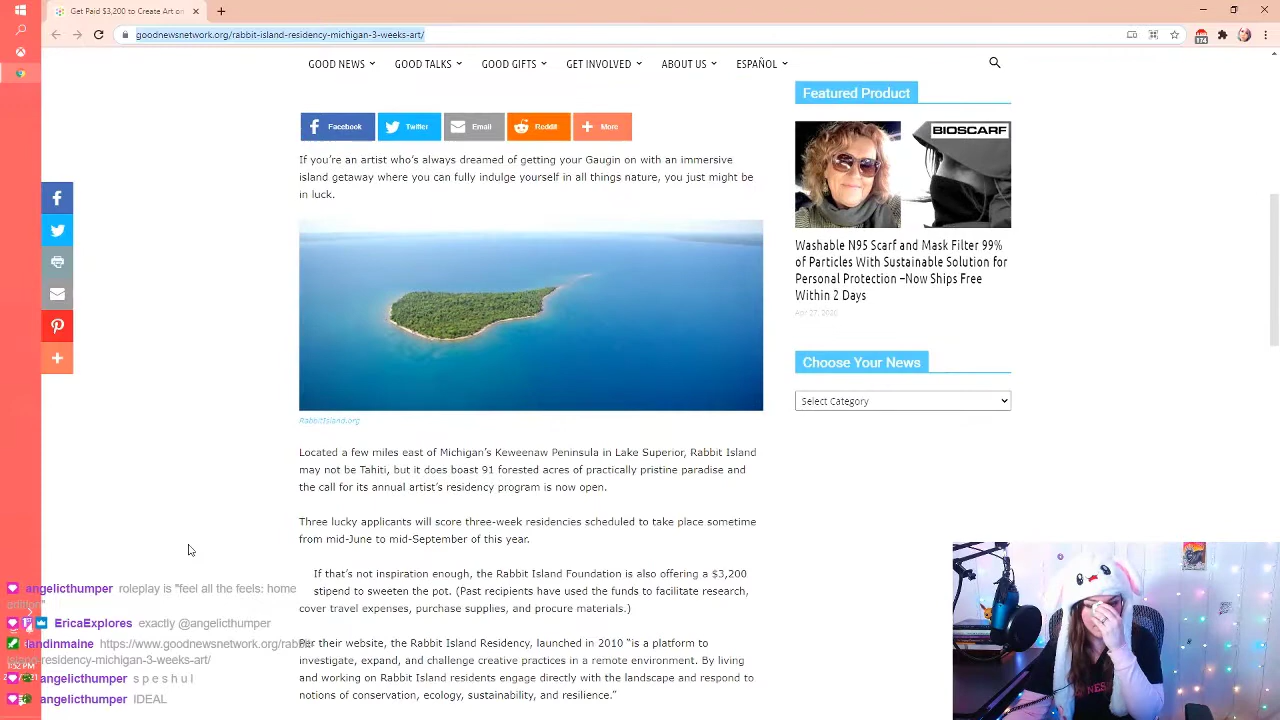 Get Paid $3,200 to Create Art on
goodnewsnetwork.org/rabbit-island-residency-michigan-3-weeks-art/
174
GOOD NEWS
GOOD TALKS
GOOD GIFTS
GET INVOLVED
ABOUT US
ESPAÑOL
Facebook
Twitter
Email
ReddIt
More
If you’re an artist who’s always dreamed of getting your Gaugin on with an immersive
island getaway where you can fully indulge yourself in all things nature, you just might be
in luck.
RabbitIsland.org
Located a few miles east of Michigan’s Keweenaw Peninsula in Lake Superior, Rabbit Island
may not be Tahiti, but it does boast 91 forested acres of practically pristine paradise and
the call for its annual artist’s residency program is now open.
Three lucky applicants will score three-week residencies scheduled to take place sometime
from mid-June to mid-September of this year.
If that’s not inspiration enough, the Rabbit Island Foundation is also offering a $3,200
stipend to sweeten the pie. (Past recipients have used the funds to facilitate research,
cover travel expenses, purchase supplies, and procure materials.)
Per their website, the Rabbit Island Residency launched in 2010 “is a platform to
investigate, expand, and challenge creative practices in a remote environment. By living
and working on Rabbit Island residents engage directly with the landscape and respond to
notions of conservation, ecology, sustainability, and resilience.”
Featured Product
BIOSCARF
Washable N95 Scarf and Mask Filter 99%
of Particles With Sustainable Solution for
Personal Protection –Now Ships Free
Within 2 Days
Apr 27, 2020
Choose Your News
Select Category
angelicthumper roleplay is "feel all the feels: home
edition"
EricaExplores exactly @angelicthumper
landinmaine https://www.goodnewsnetwork.org/rabbit-
island-residency-michigan-3-weeks-art/
angelicthumper s p e s h u l
angelicthumper IDEAL
1:52 PM